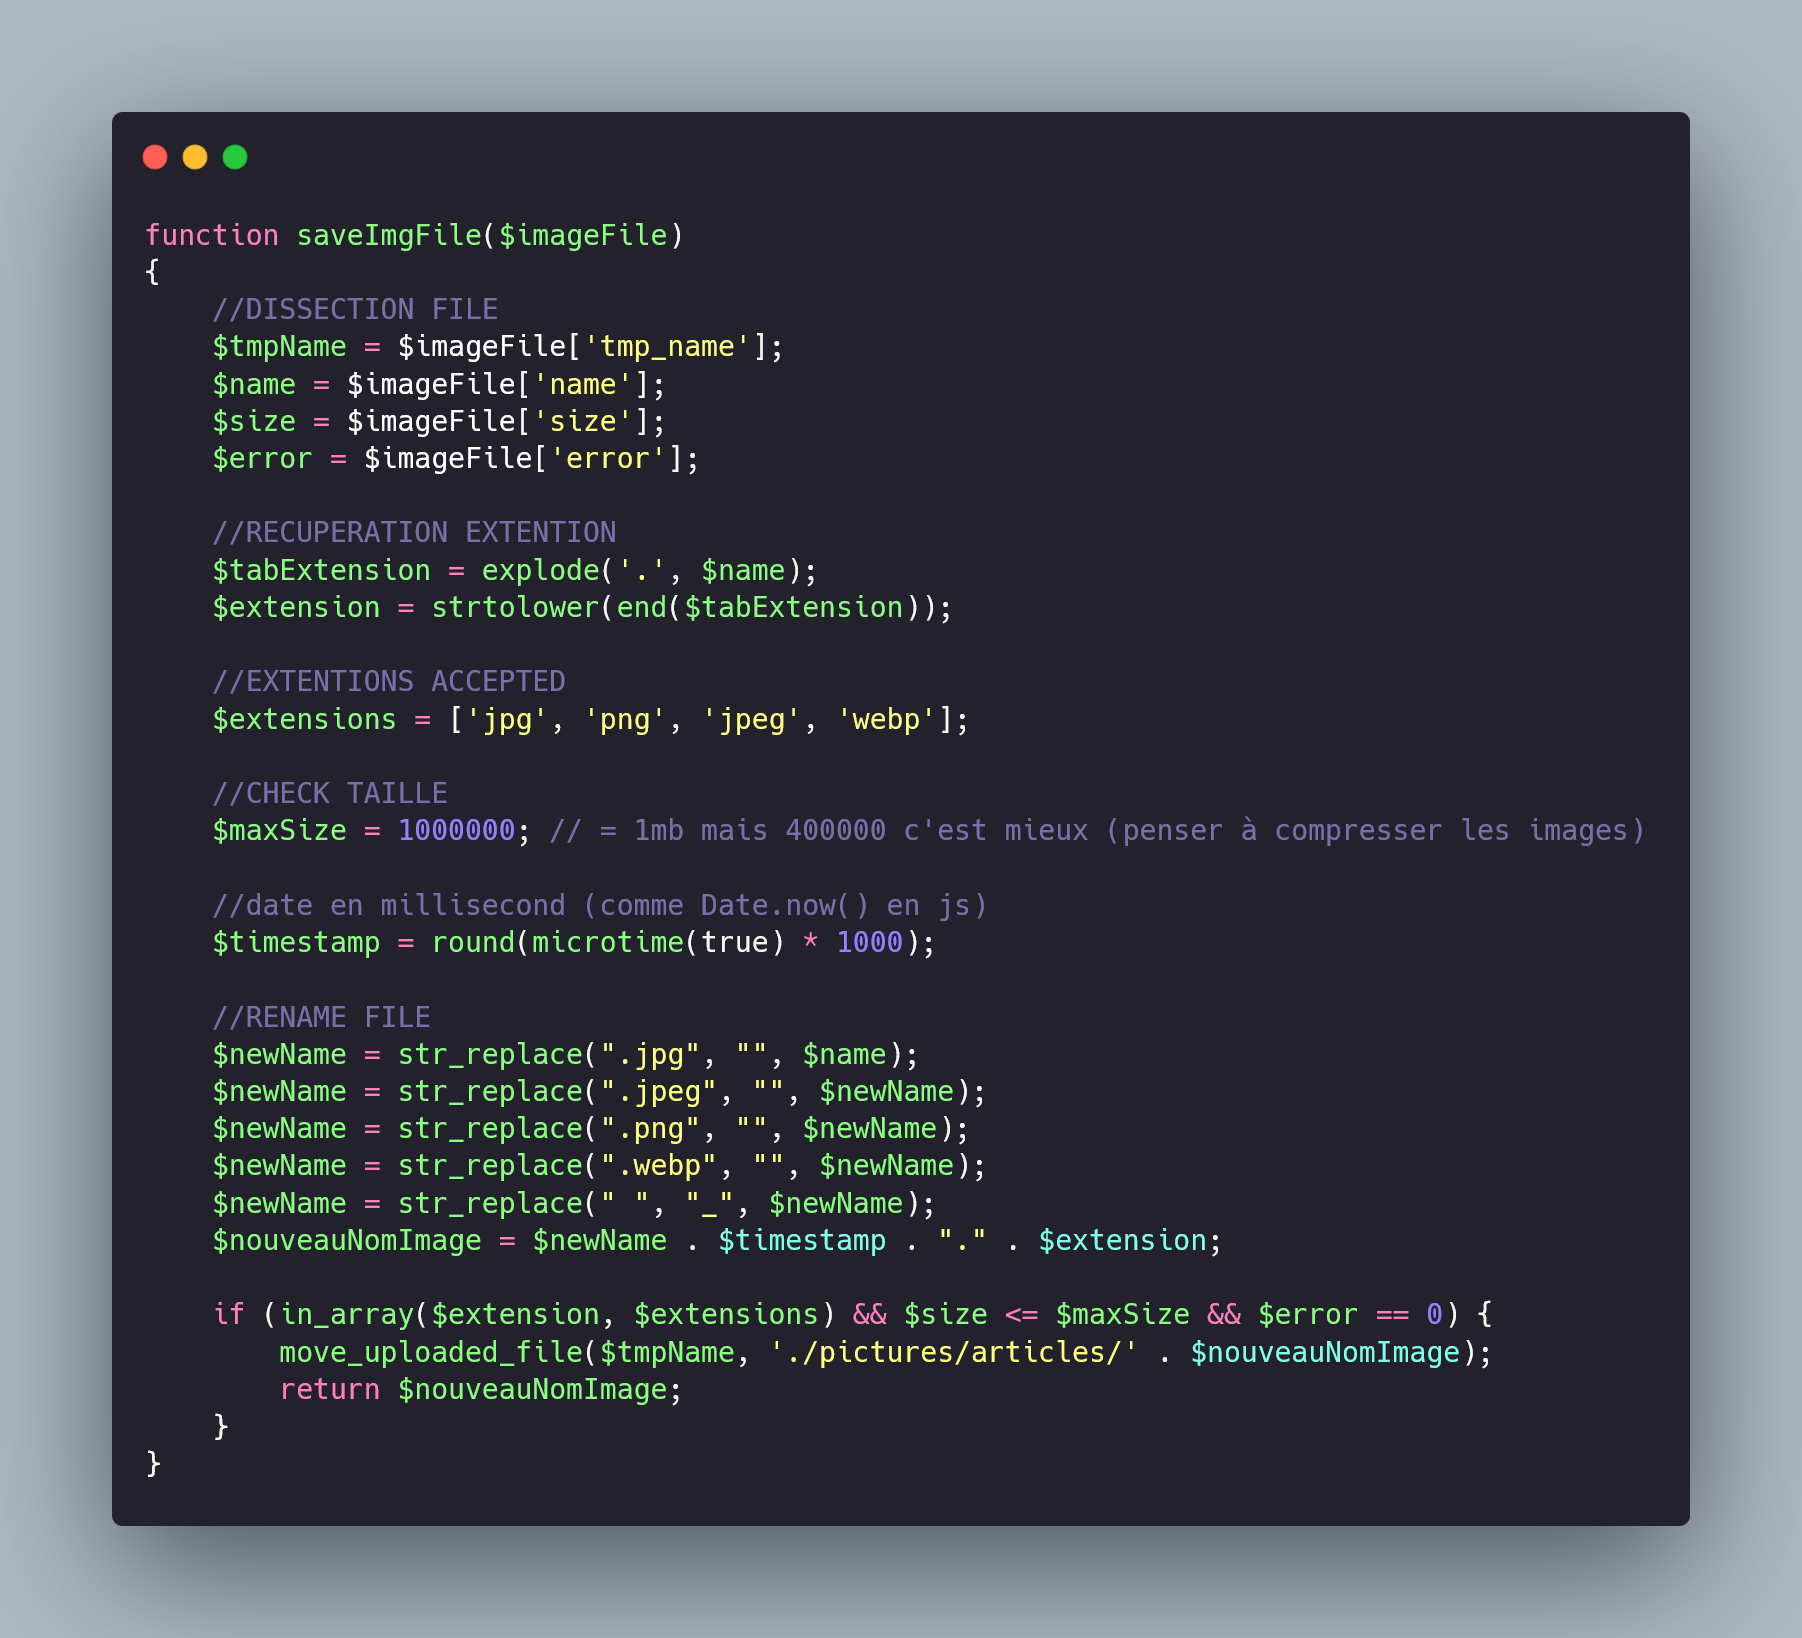 function saveImgFile($imageFile)
{
    //DISSECTION FILE
    $tmpName = $imageFile['tmp_name'];
    $name = $imageFile['name'];
    $size = $imageFile['size'];
    $error = $imageFile['error'];

    //RECUPERATION EXTENTION
    $tabExtension = explode('.', $name);
    $extension = strtolower(end($tabExtension));

    //EXTENTIONS ACCEPTED
    $extensions = ['jpg', 'png', 'jpeg', 'webp'];

    //CHECK TAILLE
    $maxSize = 1000000; // = 1mb mais 400000 c'est mieux (penser à compresser les images)

    //date en millisecond (comme Date.now() en js)
    $timestamp = round(microtime(true) * 1000);

    //RENAME FILE
    $newName = str_replace(".jpg", "", $name);
    $newName = str_replace(".jpeg", "", $newName);
    $newName = str_replace(".png", "", $newName);
    $newName = str_replace(".webp", "", $newName);
    $newName = str_replace(" ", "_", $newName);
    $nouveauNomImage = $newName . $timestamp . "." . $extension;

    if (in_array($extension, $extensions) && $size <= $maxSize && $error == 0) {
        move_uploaded_file($tmpName, './pictures/articles/' . $nouveauNomImage);
        return $nouveauNomImage;
    }
}